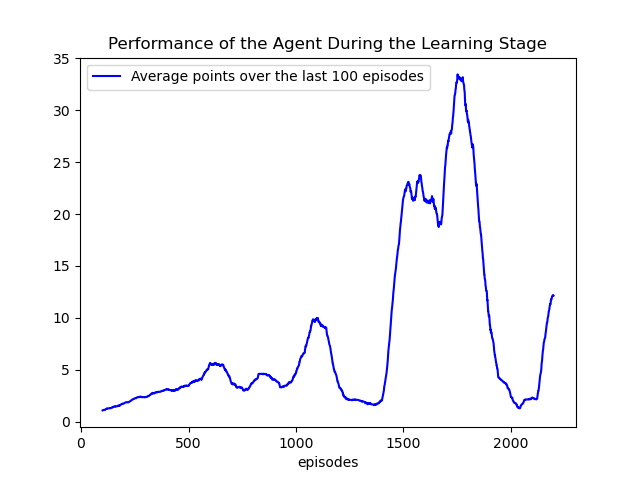 Performance of the Agent During the Learning Stage
Average points over the last 100 episodes
35
30
25
20
15
10
5
0
0 500 1000 1500 2000
episodes